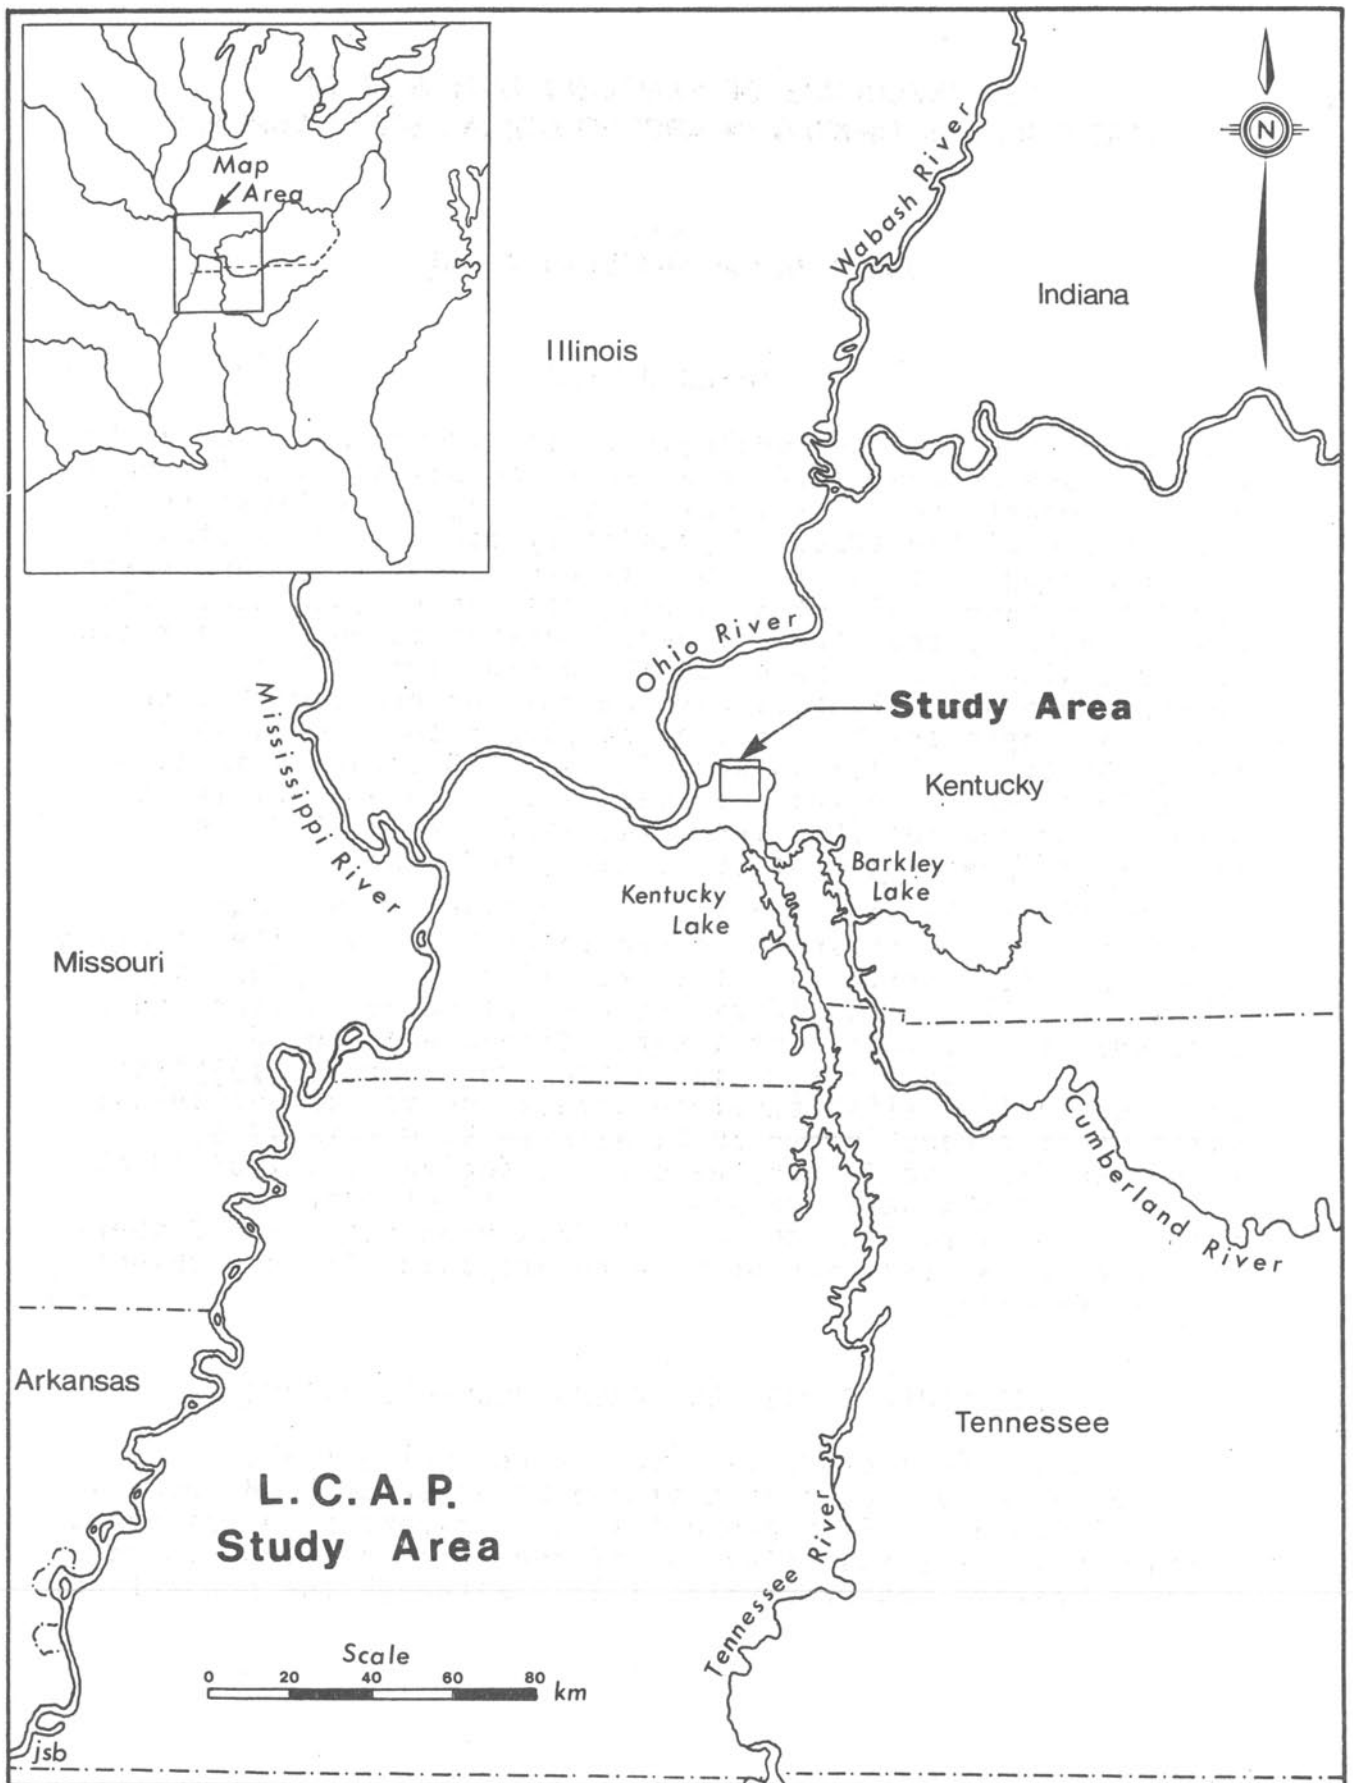 Map
Area
N
Wabash River
Indiana
Illinois
Ohio River
Study Area
Mississippi River
Kentucky
Barkley
Lake
Kentucky
Lake
Missouri
Cumberland River
Arkansas
Tennessee
L.C.A.P.
Study Area
Tennessee River
Scale
0 20 40 60 80
km
jsb